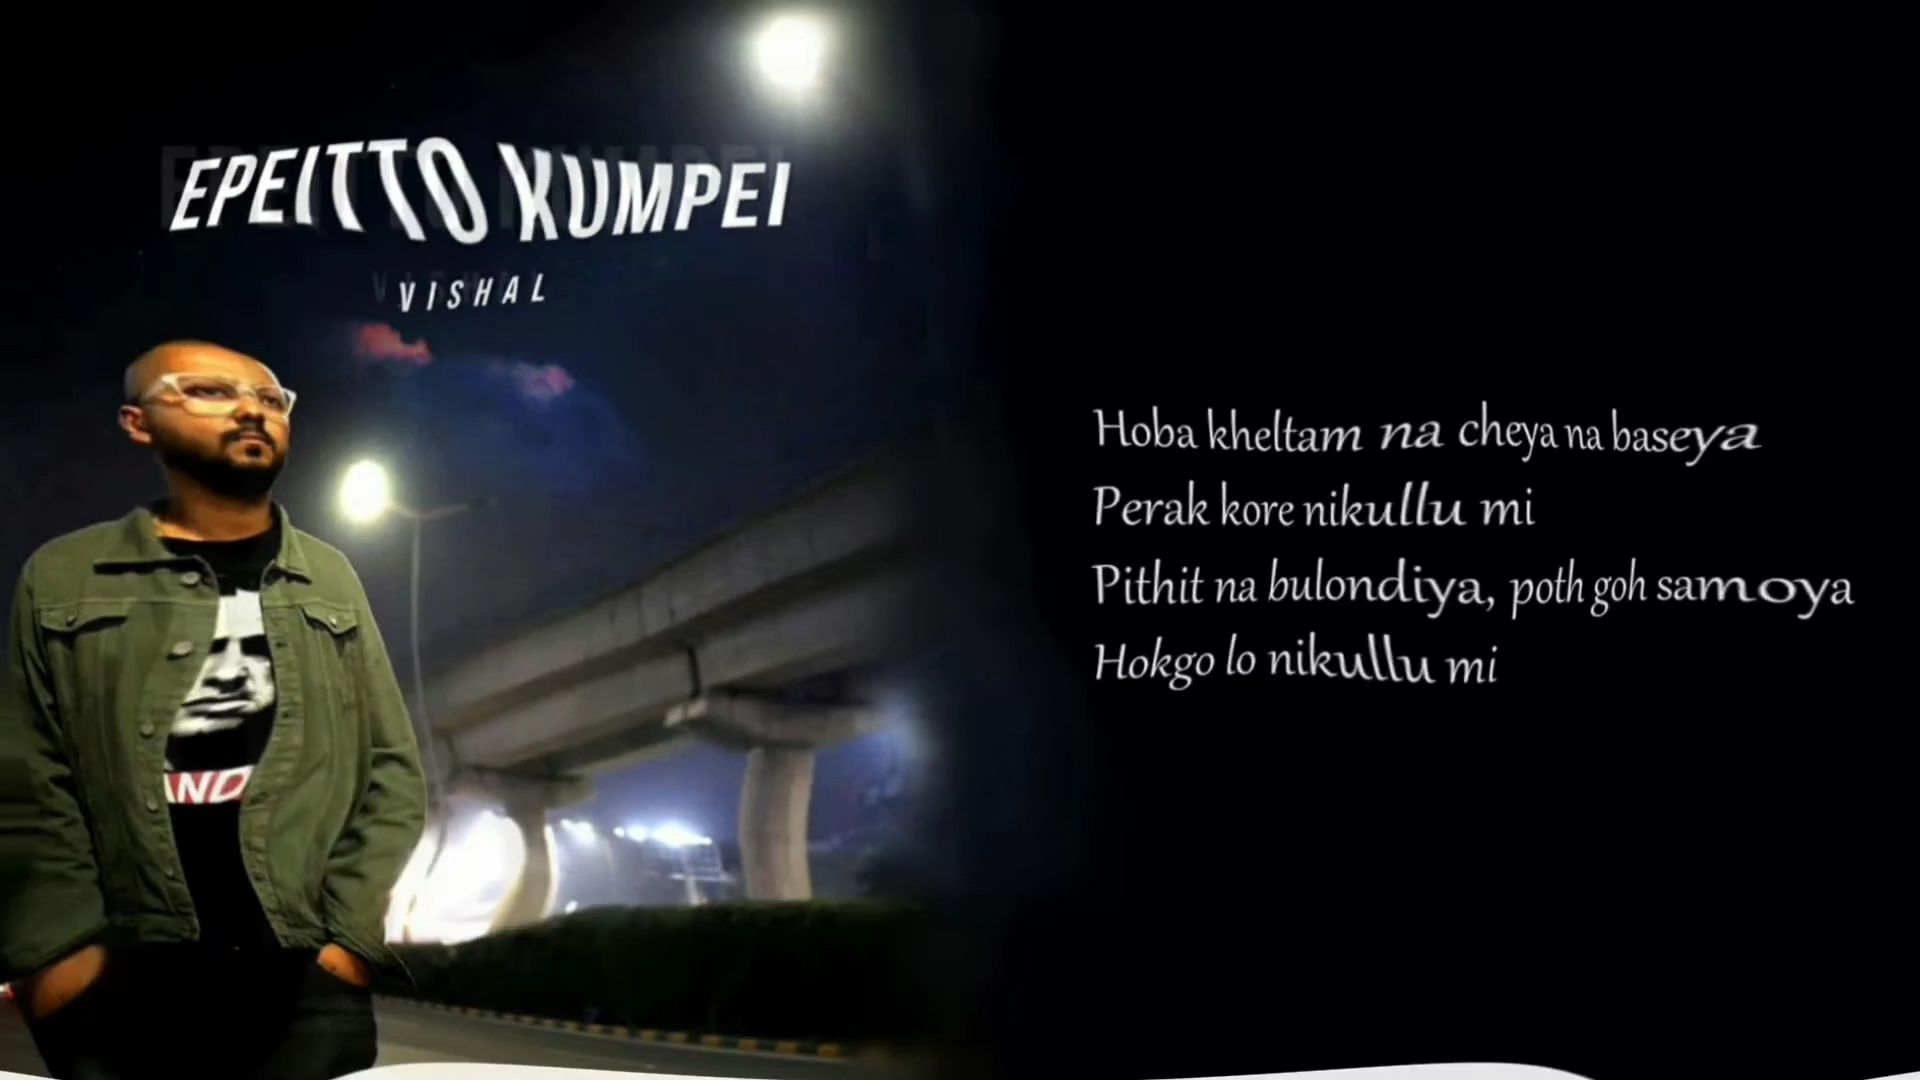 EPEITTO KUMPEI
VISHAL
AND
Hoba kheltam na cheya na baseya
Perak kore nikullu mi
Pithit na bulondiya, poth goh samoya
Hokgo lo nikullu mi